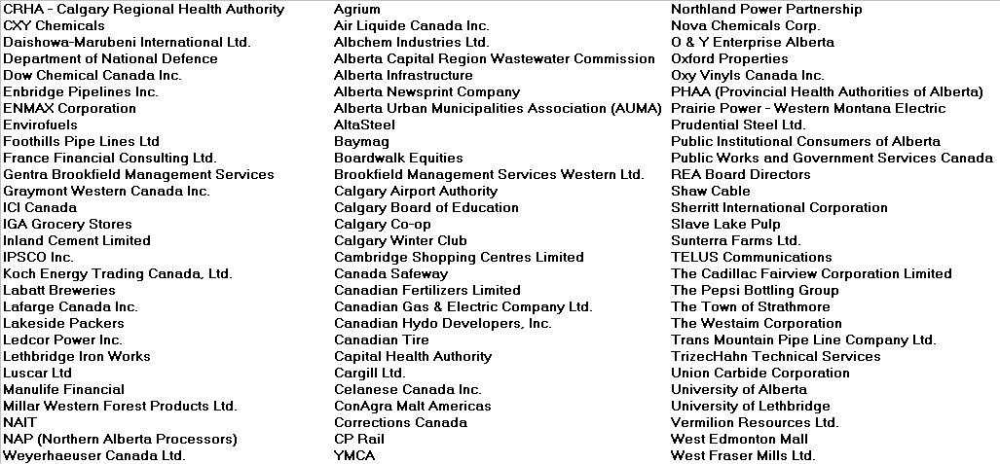 CRHA - Calgary Regional Health Authority
CXY Chemicals
Daishowa-Marubeni International Ltd.
Department of National Defence
Dow Chemical Canada Inc.
Enbridge Pipelines Inc.
ENMAX Corporation
Envirofuels
Foothills Pipe Lines Ltd
France Financial Consulting Ltd.
Gentra Brookfield Management Services
Graymont Western Canada Inc.
ICI Canada
IGA Grocery Stores
Inland Cement Limited
IPSCO Inc.
Koch Energy Trading Canada, Ltd.
Labatt Breweries
Lafarge Canada Inc.
Lakeside Packers
Ledcor Power Inc.
Lethbridge Iron Works
Luscar Ltd
Manulife Financial
Millar Western Forest Products Ltd.
NAIT
NAP (Northern Alberta Processors)
Weyerhaeuser Canada Ltd.
Agrium
Air Liquide Canada Inc.
Albchem Industries Ltd.
Alberta Capital Region Wastewater Commission
Alberta Infrastructure
Alberta Newsprint Company
Alberta Urban Municipalities Association (AUMA)
AltaSteel
Baymag
Boardwalk Equities
Brookfield Management Services Western Ltd.
Calgary Airport Authority
Calgary Board of Education
Calgary Co-op
Calgary Winter Club
Cambridge Shopping Centres Limited
Canada Safeway
Canadian Fertilizers Limited
Canadian Gas & Electric Company Ltd.
Canadian Hydo Developers, Inc.
Canadian Tire
Capital Health Authority
Cargill Ltd.
Celanese Canada Inc.
ConAgra Malt Americas
Corrections Canada
CP Rail
YMCA
Northland Power Partnership
Nova Chemicals Corp.
O & Y Enterprise Alberta
Oxford Properties
Oxy Vinyls Canada Inc.
PHAA (Provincial Health Authorities of Alberta)
Prairie Power - Western Montana Electric
Prudential Steel Ltd.
Public Institutional Consumers of Alberta
Public Works and Government Services Canada
REA Board Directors
Shaw Cable
Sherritt International Corporation
Slave Lake Pulp
Sunterra Farms Ltd.
TELUS Communications
The Cadillac Fairview Corporation Limited
The Pepsi Bottling Group
The Town of Strathmore
The Westaim Corporation
Trans Mountain Pipe Line Company Ltd.
TrizecHahn Technical Services
Union Carbide Corporation
University of Alberta
University of Lethbridge
Vermilion Resources Ltd.
West Edmonton Mall
West Fraser Mills Ltd.